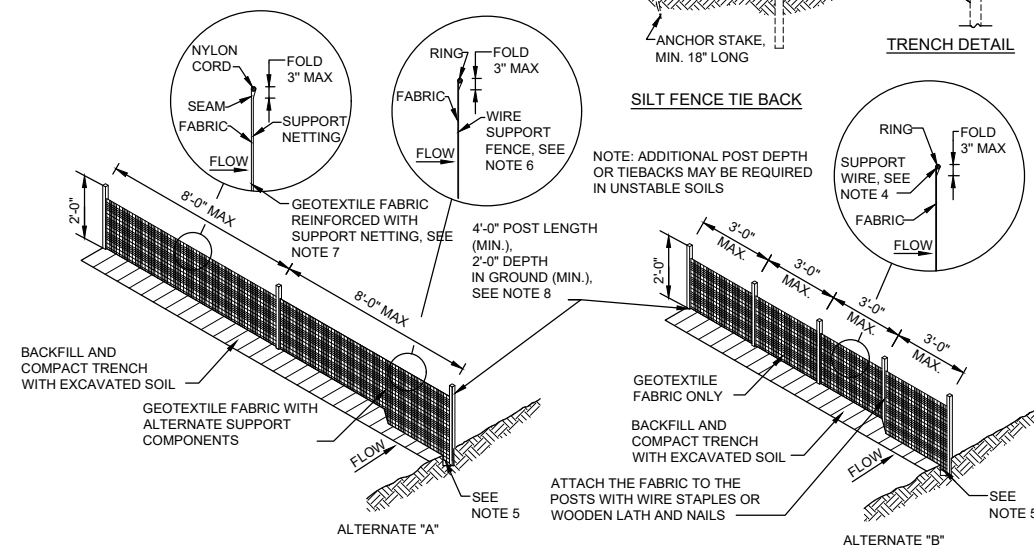 ANCHOR STAKE,
MIN. 18" LONG
TRENCH DETAIL
SILT FENCE TIE BACK
NYLON
CORD
FOLD
3" MAX
SEAM
FABRIC
SUPPORT
NETTING
FLOW
GEOTEXTILE FABRIC
REINFORCED WITH
SUPPORT NETTING, SEE
NOTE 7
RING
FOLD
3" MAX
FABRIC
WIRE
SUPPORT
FENCE, SEE
NOTE 6
FLOW
NOTE: ADDITIONAL POST DEPTH
OR TIEBACKS MAY BE REQUIRED
IN UNSTABLE SOILS
RING
FOLD
3" MAX
SUPPORT
WIRE, SEE
NOTE 4
FABRIC
FLOW
2'-0"
8'-0" MAX
8'-0" MAX
4'-0" POST LENGTH
(MIN.),
2'-0" DEPTH
IN GROUND (MIN.),
SEE NOTE 8
2'-0"
3'-0"
MAX.
3'-0"
MAX.
3'-0"
MAX.
3'-0"
MAX.
BACKFILL AND
COMPACT TRENCH
WITH EXCAVATED SOIL
GEOTEXTILE FABRIC WITH
ALTERNATE SUPPORT
COMPONENTS
FLOW
SEE
NOTE 5
ALTERNATE "A"
GEOTEXTILE
FABRIC ONLY
BACKFILL AND
COMPACT TRENCH
WITH EXCAVATED SOIL
ATTACH THE FABRIC TO THE
POSTS WITH WIRE STAPLES OR
WOODEN LATH AND NAILS
FLOW
SEE
NOTE 5
ALTERNATE "B"